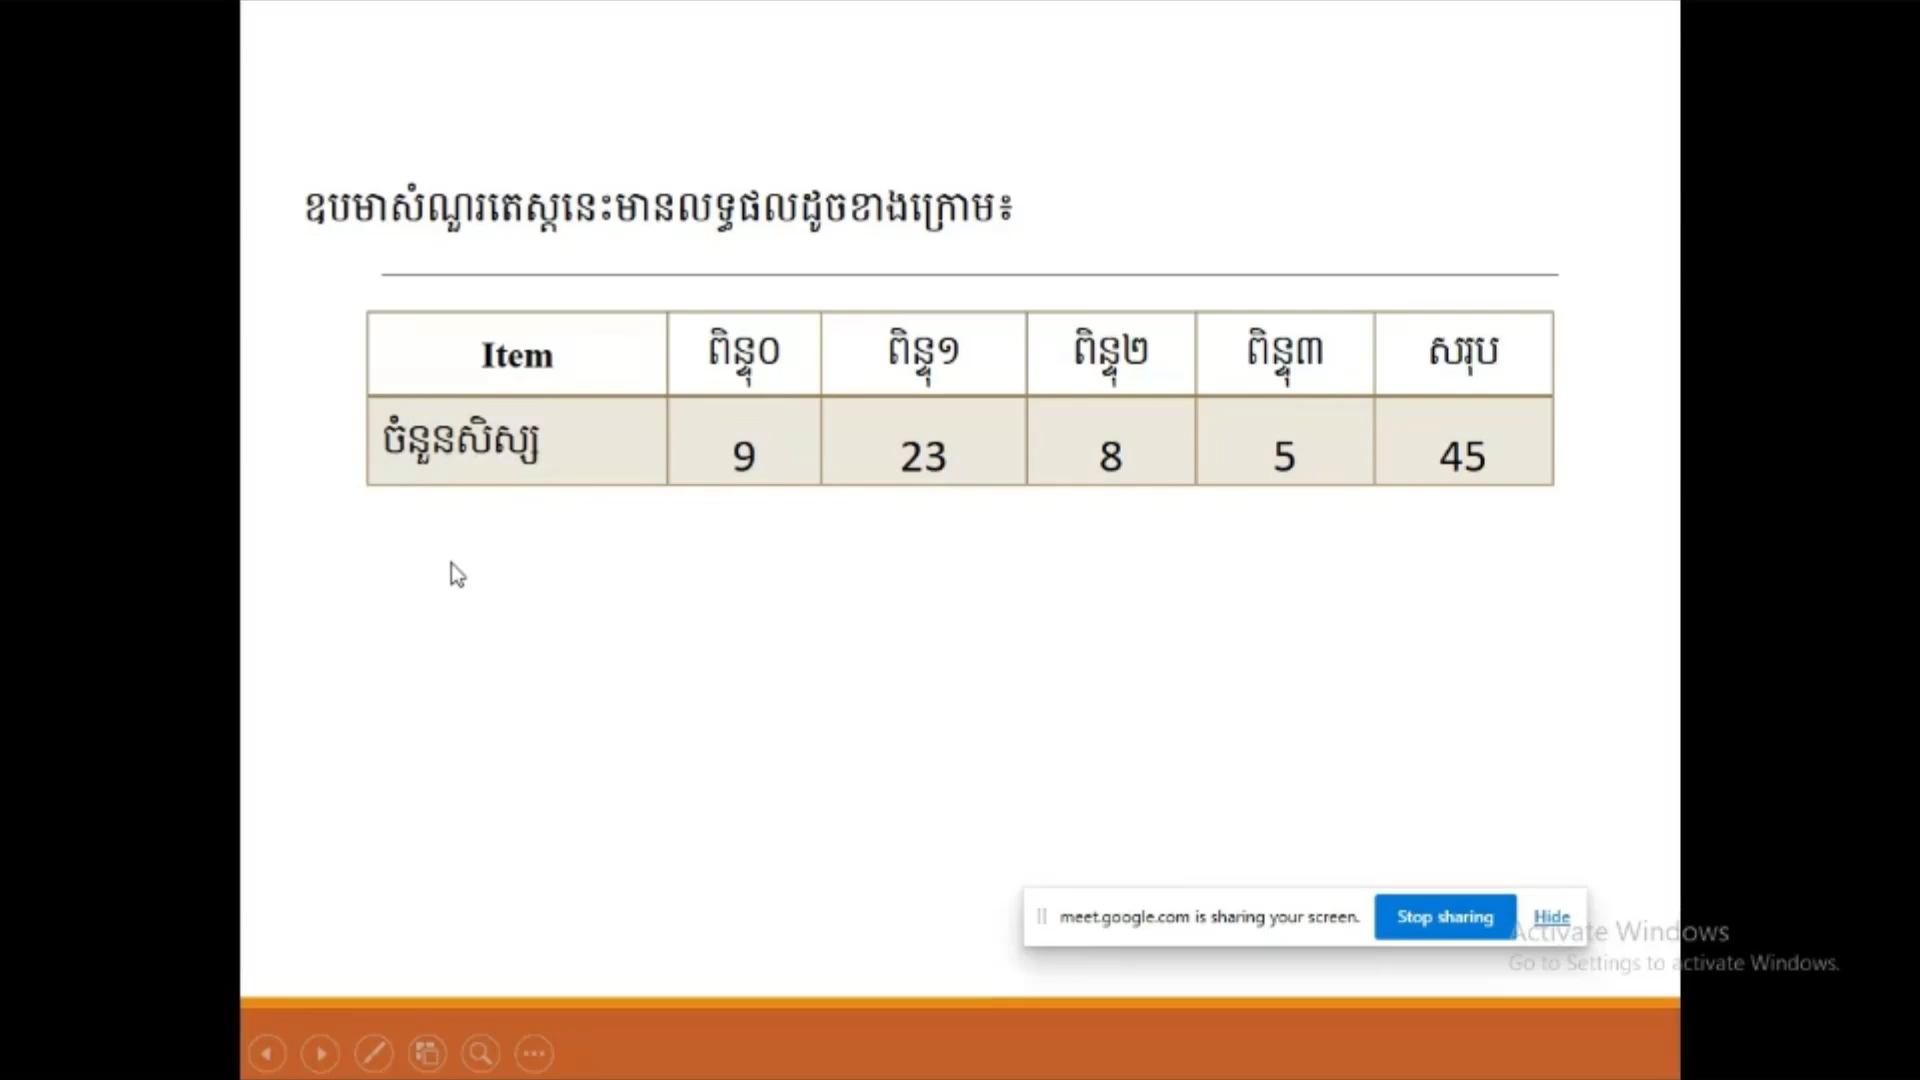 ឧបមាសំណួរតេស្តនេះមានលទ្ធផលដូចខាងក្រោម៖
Item ពិន្ទុ០ ពិន្ទុ១ ពិន្ទុ២ ពិន្ទុ៣ សរុប
ចំនួនសិស្ស 9 23 8 5 45
meet.google.com is sharing your screen. Stop sharing Hide
Activate Windows
Go to Settings to activate Windows.